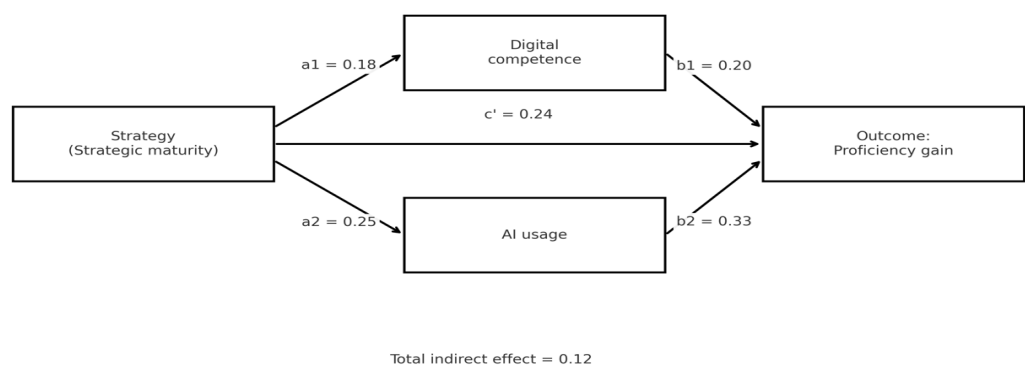 Digital
competence
a1 = 0.18
b1 = 0.20
c' = 0.24
Strategy
(Strategic maturity)
Outcome:
Proficiency gain
a2 = 0.25
b2 = 0.33
AI usage
Total indirect effect = 0.12